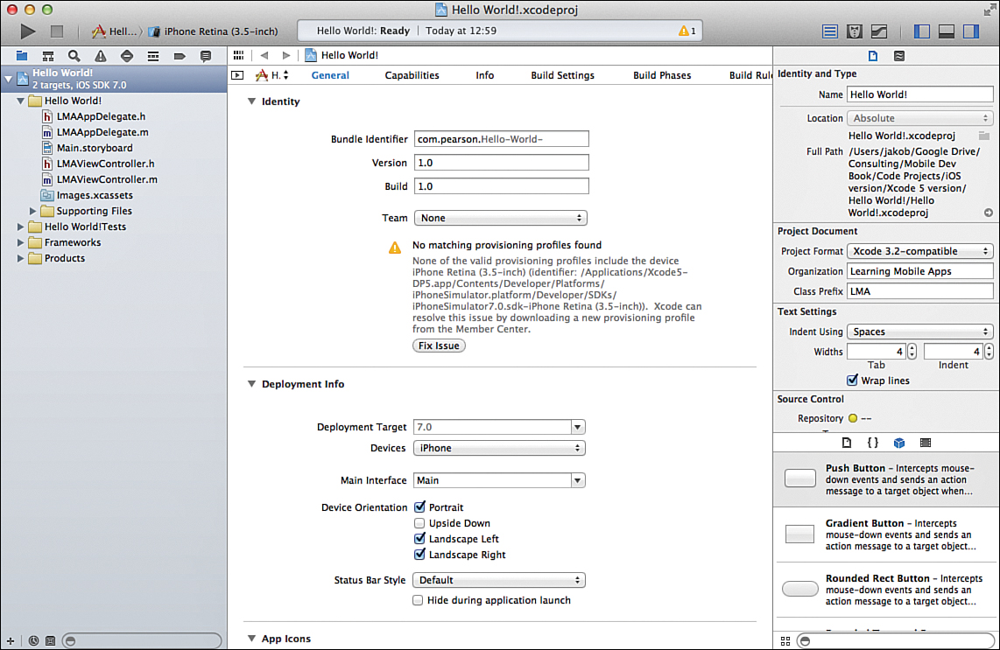 Hello World!.xcodeproj
Hell... iPhone Retina (3.5-inch)
Hello World!: Ready | Today at 12:59
1
Hello World!
2 targets, iOS SDK 7.0
Hello World!
LMAAppDelegate.h
LMAAppDelegate.m
Main.storyboard
LMAViewController.h
LMAViewController.m
Images.xcassets
Supporting Files
Hello World!Tests
Frameworks
Products
Hello World!
H.
General
Capabilities
Info
Build Settings
Build Phases
Build Rule
Identity
Bundle Identifier com.pearson.Hello-World-
Version 1.0
Build 1.0
Team None
No matching provisioning profiles found
None of the valid provisioning profiles include the device
iPhone Retina (3.5-inch) (identifier: /Applications/Xcode5-
DP5.app/Contents/Developer/Platforms/
iPhoneSimulator.platform/Developer/SDKs/
iPhoneSimulator7.0.sdk-iPhone Retina (3.5-inch)). Xcode can
resolve this issue by downloading a new provisioning profile
from the Member Center.
Fix Issue
Deployment Info
Deployment Target 7.0
Devices iPhone
Main Interface Main
Device Orientation Portrait
Upside Down
Landscape Left
Landscape Right
Status Bar Style Default
Hide during application launch
App Icons
Identity and Type
Name Hello World!
Location Absolute
Hello World!.xcodeproj
Full Path /Users/jakob/Google Drive/
Consulting/Mobile Dev
Book/Code Projects/iOS
version/Xcode 5 version/
Hello World!/Hello
World!.xcodeproj
Project Document
Project Format Xcode 3.2-compatible
Organization Learning Mobile Apps
Class Prefix LMA
Text Settings
Indent Using Spaces
Widths 4 4
Tab Indent
Wrap lines
Source Control
Repository --
{ }
Push Button - Intercepts mouse-
down events and sends an action
message to a target object when...
Gradient Button - Intercepts
mouse-down events and sends an
action message to a target object...
Rounded Rect Button - Intercepts
mouse-down events and sends an
action message to a target object...